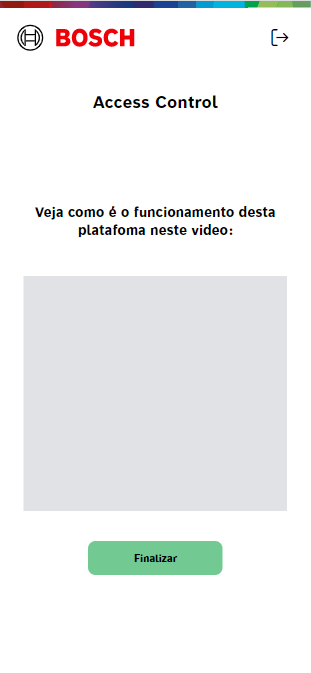 BOSCH
Access Control
Veja como é o funcionamento desta
platafoma neste video:
Finalizar